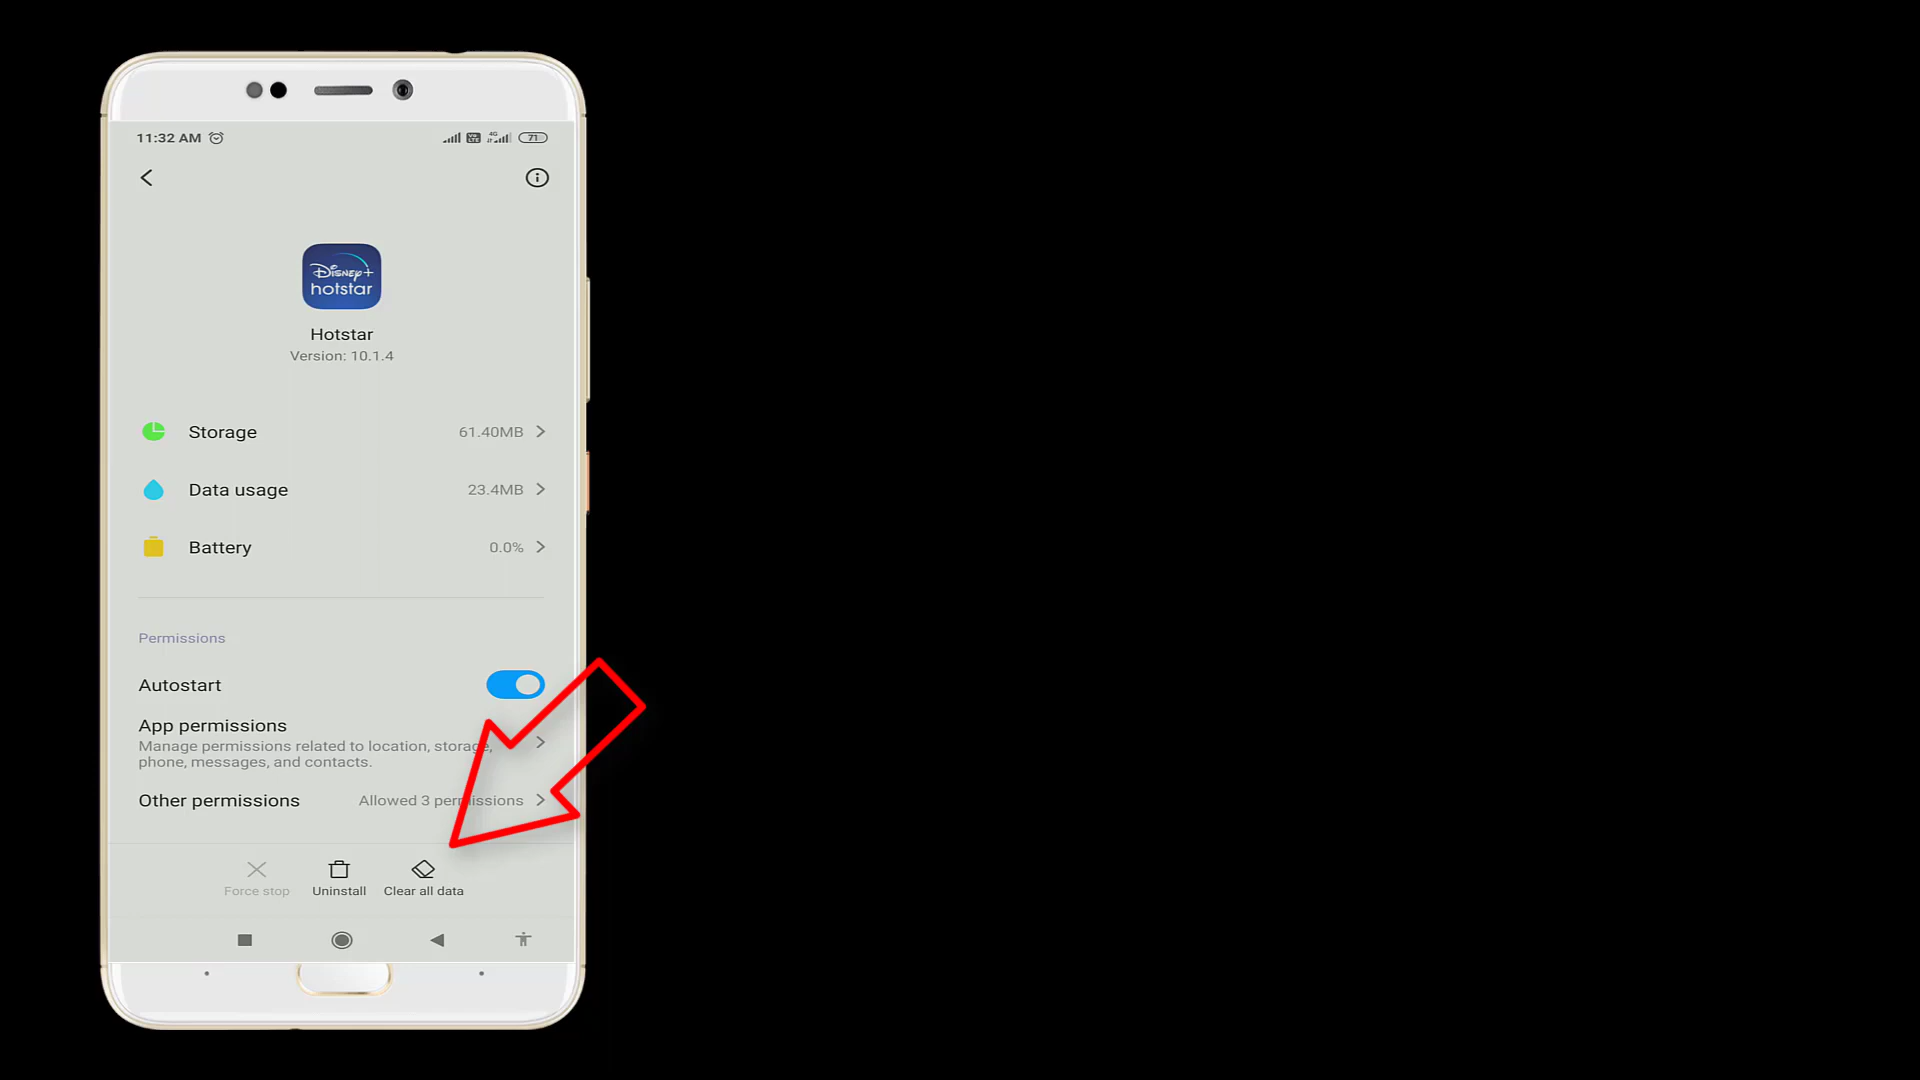 11:32 AM
4G
71
Disney+
hotstar
Hotstar
Version: 10.1.4
Storage 61.40MB
Data usage 23.4MB
Battery 0.0%
Permissions
Autostart
App permissions
Manage permissions related to location, storage,
phone, messages, and contacts.
Other permissions Allowed 3 permissions
Force stop Uninstall Clear all data